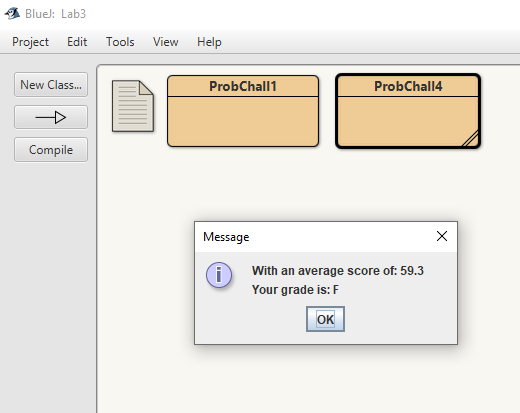 BlueJ: Lab3
Project Edit Tools View Help
New Class...
Compile
ProbChall1
ProbChall4
Message
With an average score of: 59.3
Your grade is: F
OK